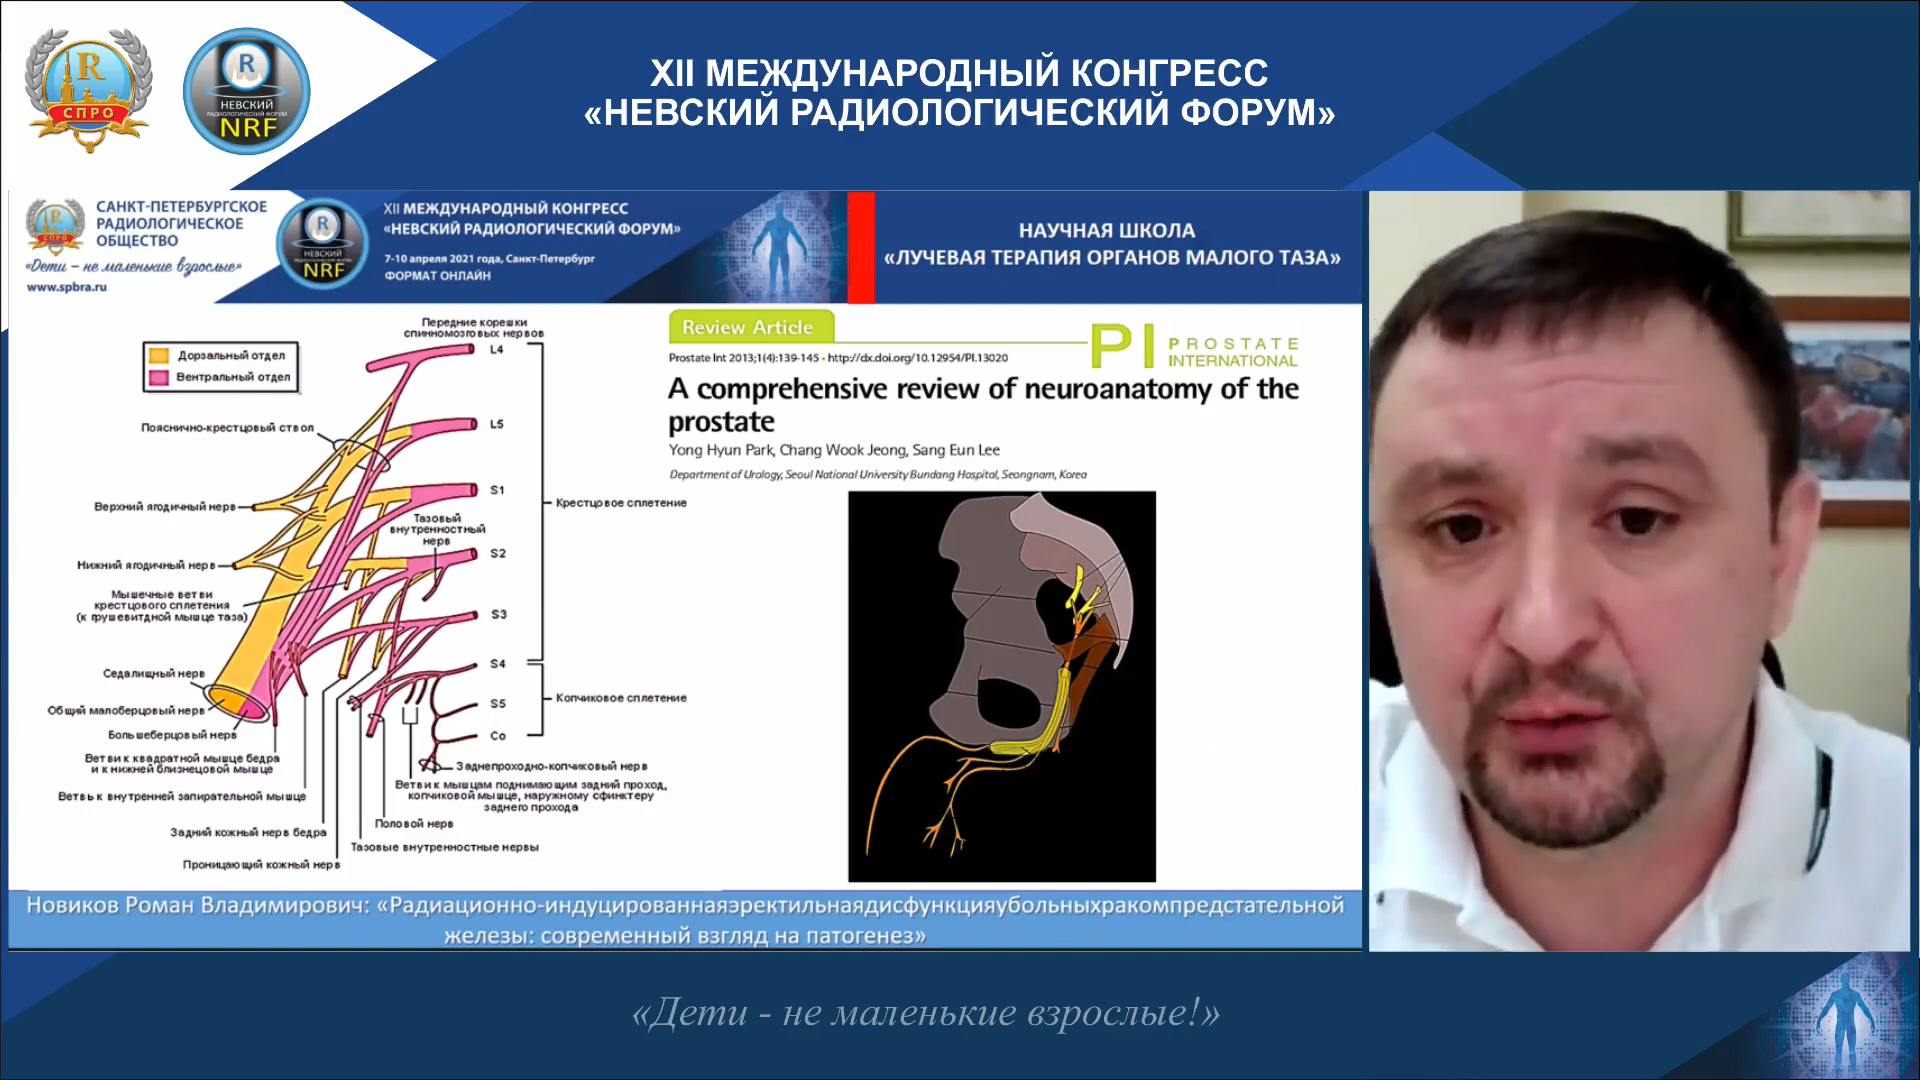 R
СПРО
R
НЕВСКИЙ
РАДИОЛОГИЧЕСКИЙ ФОРУМ
NRF
XII МЕЖДУНАРОДНЫЙ КОНГРЕСС
«НЕВСКИЙ РАДИОЛОГИЧЕСКИЙ ФОРУМ»
САНКТ-ПЕТЕРБУРГСКОЕ
РАДИОЛОГИЧЕСКОЕ
ОБЩЕСТВО
«Дети – не маленькие взрослые»
www.spbra.ru
R
НЕВСКИЙ
NRF
XII МЕЖДУНАРОДНЫЙ КОНГРЕСС
«НЕВСКИЙ РАДИОЛОГИЧЕСКИЙ ФОРУМ»
7-10 апреля 2021 года, Санкт-Петербург
ФОРМАТ ОНЛАЙН
НАУЧНАЯ ШКОЛА
«ЛУЧЕВАЯ ТЕРАПИЯ ОРГАНОВ МАЛОГО ТАЗА»
Передние корешки
спинномозговых нервов
Дорзальный отдел
Вентральный отдел
L4
Пояснично-крестцовый ствол
L5
Верхний ягодичный нерв
S1
Крестцовое сплетение
Тазовый
внутренностный
нерв
S2
Нижний ягодичный нерв
Мышечные ветви
крестцового сплетения
(к грушевитдной мышце таза)
S3
S4
Седалищный нерв
Копчиковое сплетение
S5
Общий малоберцовый нерв
Большеберцовый нерв
Co
Ветви к квадратной мышце бедра
и к нижней близнецовой мышце
Заднепроходно-копчиковый нерв
Ветви к мышцам поднимающим задний проход,
копчиковой мышце, наружному сфинктеру
заднего прохода
Ветвь к внутренней запирательной мышце
Половой нерв
Задний кожный нерв бедра
Тазовые внутренностные нервы
Проницающий кожный нерв
Review Article
PI PROSTATE
INTERNATIONAL
Prostate Int 2013;1(4):139-145 • http://dx.doi.org/10.12954/PI.13020
A comprehensive review of neuroanatomy of the
prostate
Yong Hyun Park, Chang Wook Jeong, Sang Eun Lee
Department of Urology, Seoul National University Bundang Hospital, Seongnam, Korea
Новиков Роман Владимирович: «Радиационно-индуцированнаяэректильнаядисфункцияубольныхракомпредстательной
железы: современный взгляд на патогенез»
«Дети - не маленькие взрослые!»